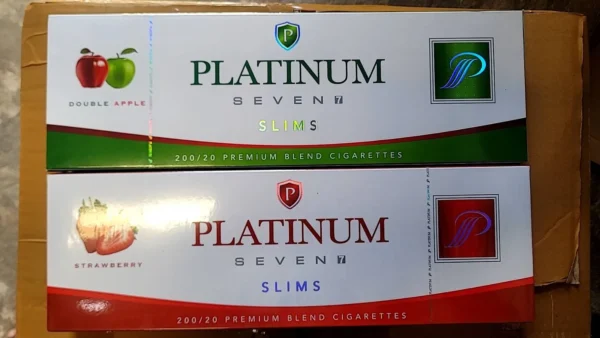 P
PLATINUM
SEVEN 7
SLIMS
DOUBLE APPLE
P
200/20 PREMIUM BLEND CIGARETTES
P
PLATINUM
SEVEN 7
SLIMS
STRAWBERRY
P
200/20 PREMIUM BLEND CIGARETTES